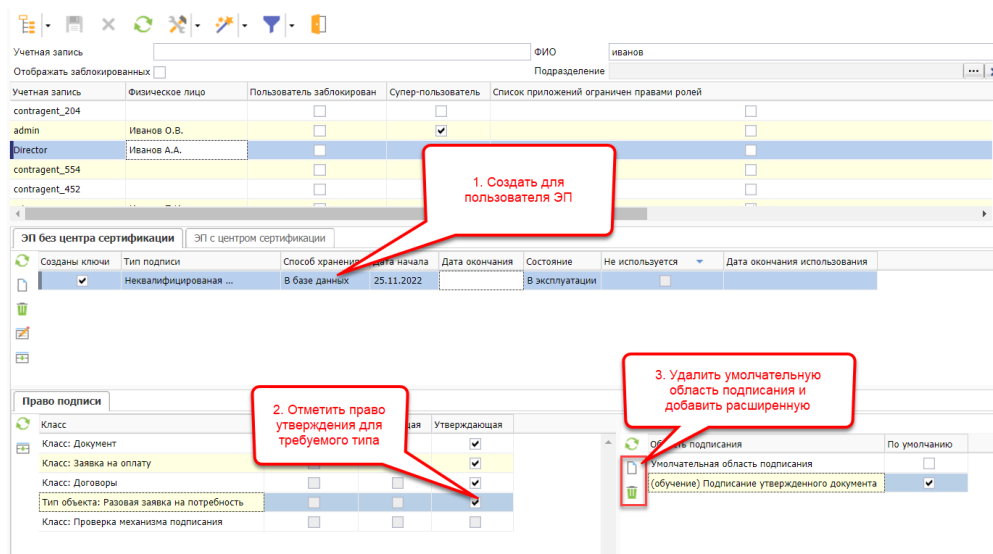 Учетная запись
ФИО
иванов
Отображать заблокированных
Подразделение
...
Учетная запись Физическое лицо Пользователь заблокирован Супер-пользователь Список приложений ограничен правами ролей
contragent_204
admin Иванов О.В.
Director Иванов А.А.
contragent_554
contragent_452
1. Создать для
пользователя ЭП
ЭП без центра сертификации ЭП с центром сертификации
Созданы ключи Тип подписи Способ хранения Дата начала Дата окончания Состояние Не используется Дата окончания использования
Неквалифицированая ... В базе данных 25.11.2022 В эксплуатации
Право подписи
2. Отметить право
утверждения для
требуемого типа
3. Удалить умолчательную
область подписания и
добавить расширенную
Класс Утверждающая
Класс: Документ
Класс: Заявка на оплату
Класс: Договоры
Тип объекта: Разовая заявка на потребность
Класс: Проверка механизма подписания
Область подписания По умолчанию
Умолчательная область подписания
(обучение) Подписание утвержденного документа